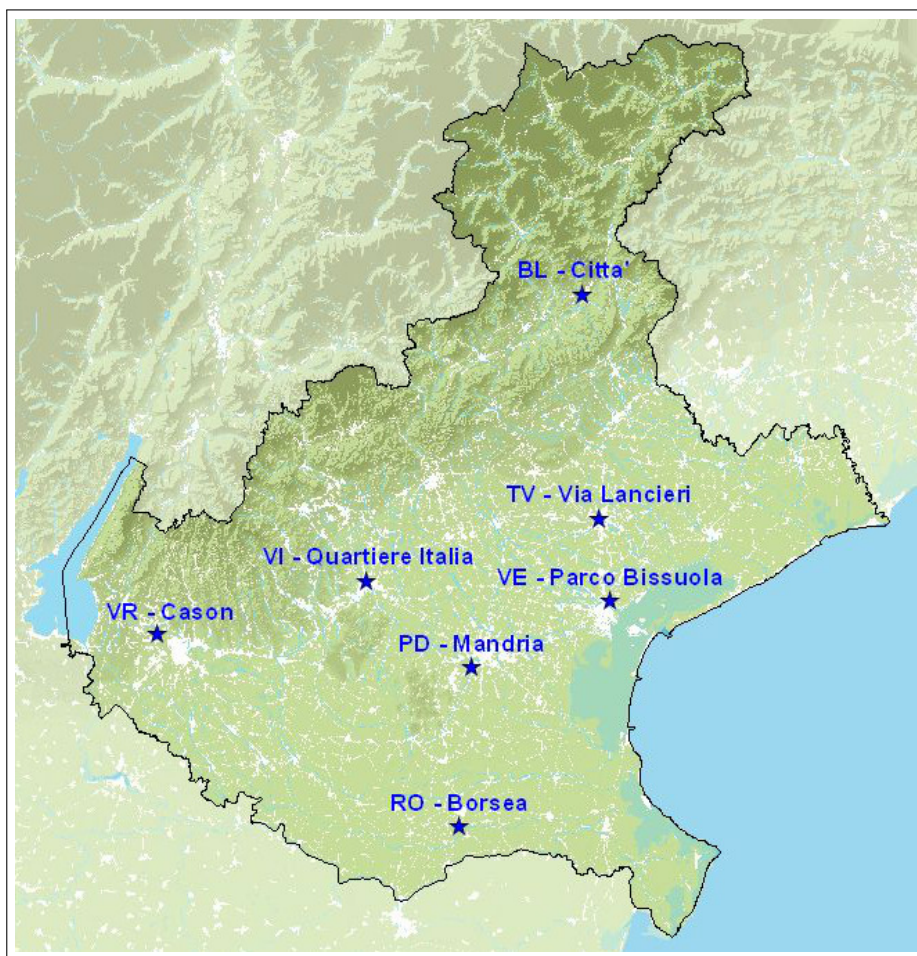 BL - Citta'
TV - Via Lancieri
VI - Quartiere Italia
VE - Parco Bissuola
VR - Cason
PD - Mandria
RO - Borsea